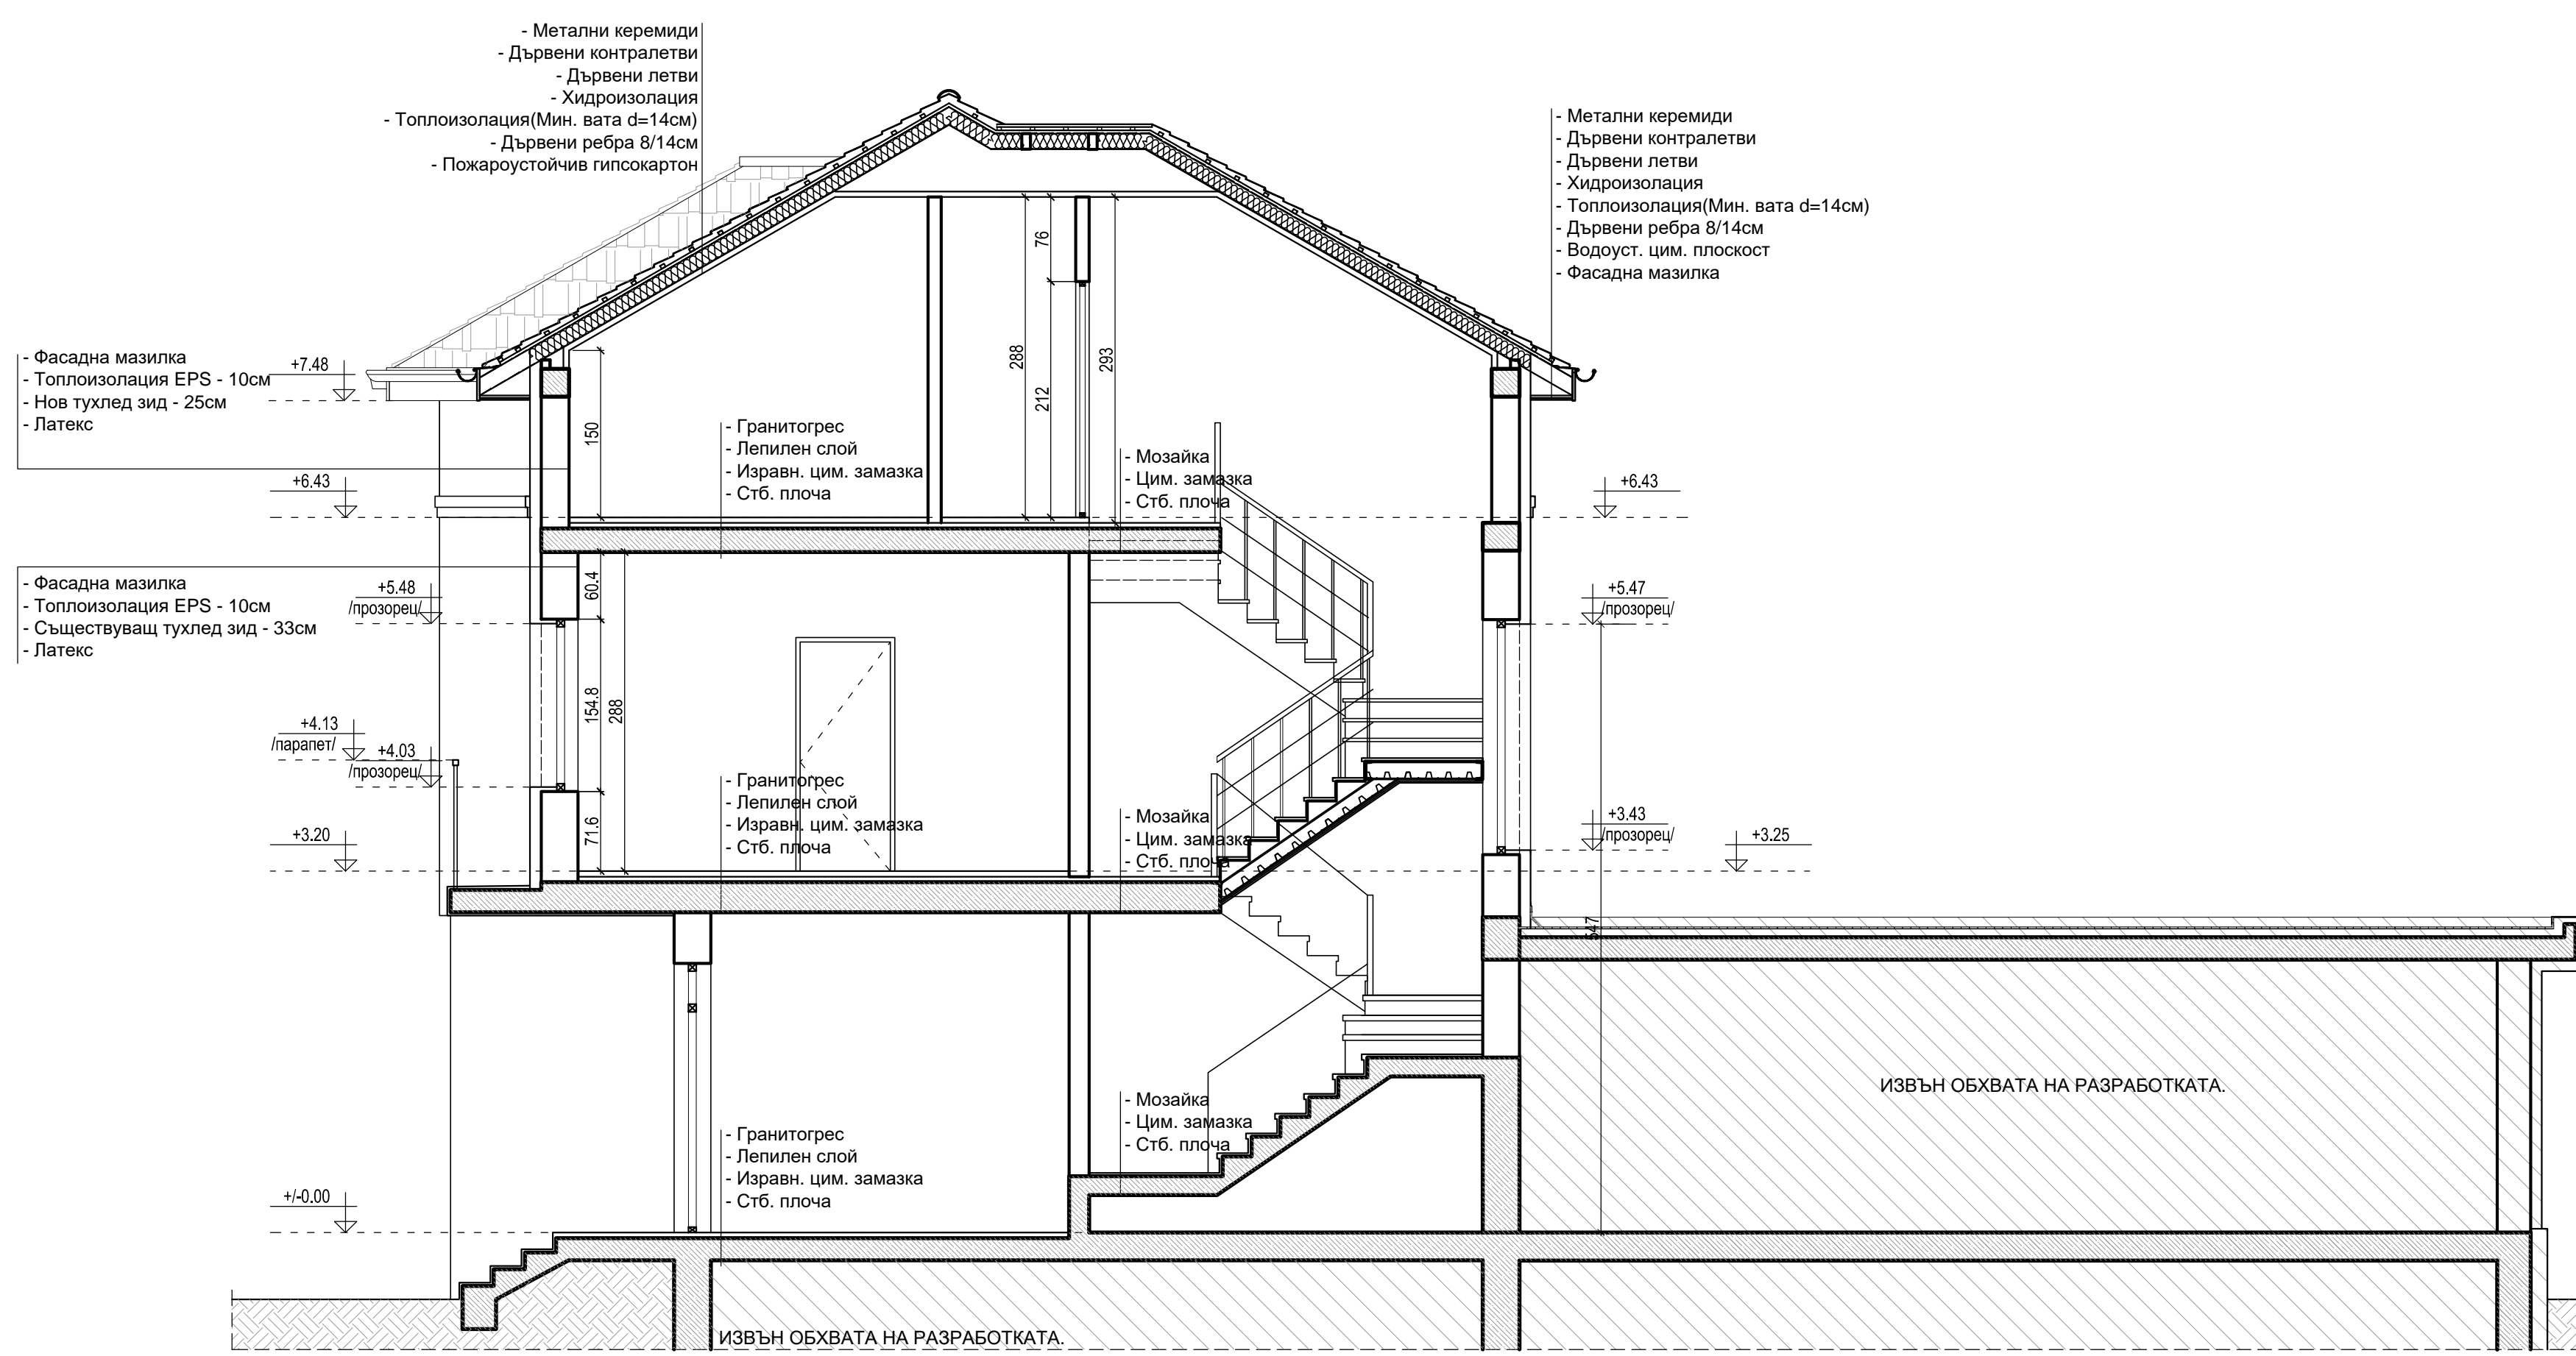 - Метални керемиди
- Дървени контралетви
- Дървени летви
- Хидроизолация
- Топлоизолация(Мин. вата d=14см)
- Дървени ребра 8/14см
- Пожароустойчив гипсокартон
- Метални керемиди
- Дървени контралетви
- Дървени летви
- Хидроизолация
- Топлоизолация(Мин. вата d=14см)
- Дървени ребра 8/14см
- Водоуст. цим. плоскост
- Фасадна мазилка
- Фасадна мазилка
- Топлоизолация EPS - 10см
- Нов тухлед зид - 25см
- Латекс
+7.48
76
288
212
293
150
- Гранитогрес
- Лепилен слой
- Изравн. цим. замазка
- Стб. плоча
- Мозайка
- Цим. замазка
- Стб. плоча
+6.43
+6.43
- Фасадна мазилка
- Топлоизолация EPS - 10см
- Съществуващ тухлед зид - 33см
- Латекс
+5.48
/прозорец/
60.4
154.8
288
71.6
+5.47
/прозорец/
+4.13
/парапет/
+4.03
/прозорец/
- Гранитогрес
- Лепилен слой
- Изравн. цим. замазка
- Стб. плоча
- Мозайка
- Цим. замазка
- Стб. плоча
+3.20
+3.43
/прозорец/
+3.25
547
ИЗВЪН ОБХВАТА НА РАЗРАБОТКАТА.
- Мозайка
- Цим. замазка
- Стб. плоча
- Гранитогрес
- Лепилен слой
- Изравн. цим. замазка
- Стб. плоча
+/-0.00
ИЗВЪН ОБХВАТА НА РАЗРАБОТКАТА.